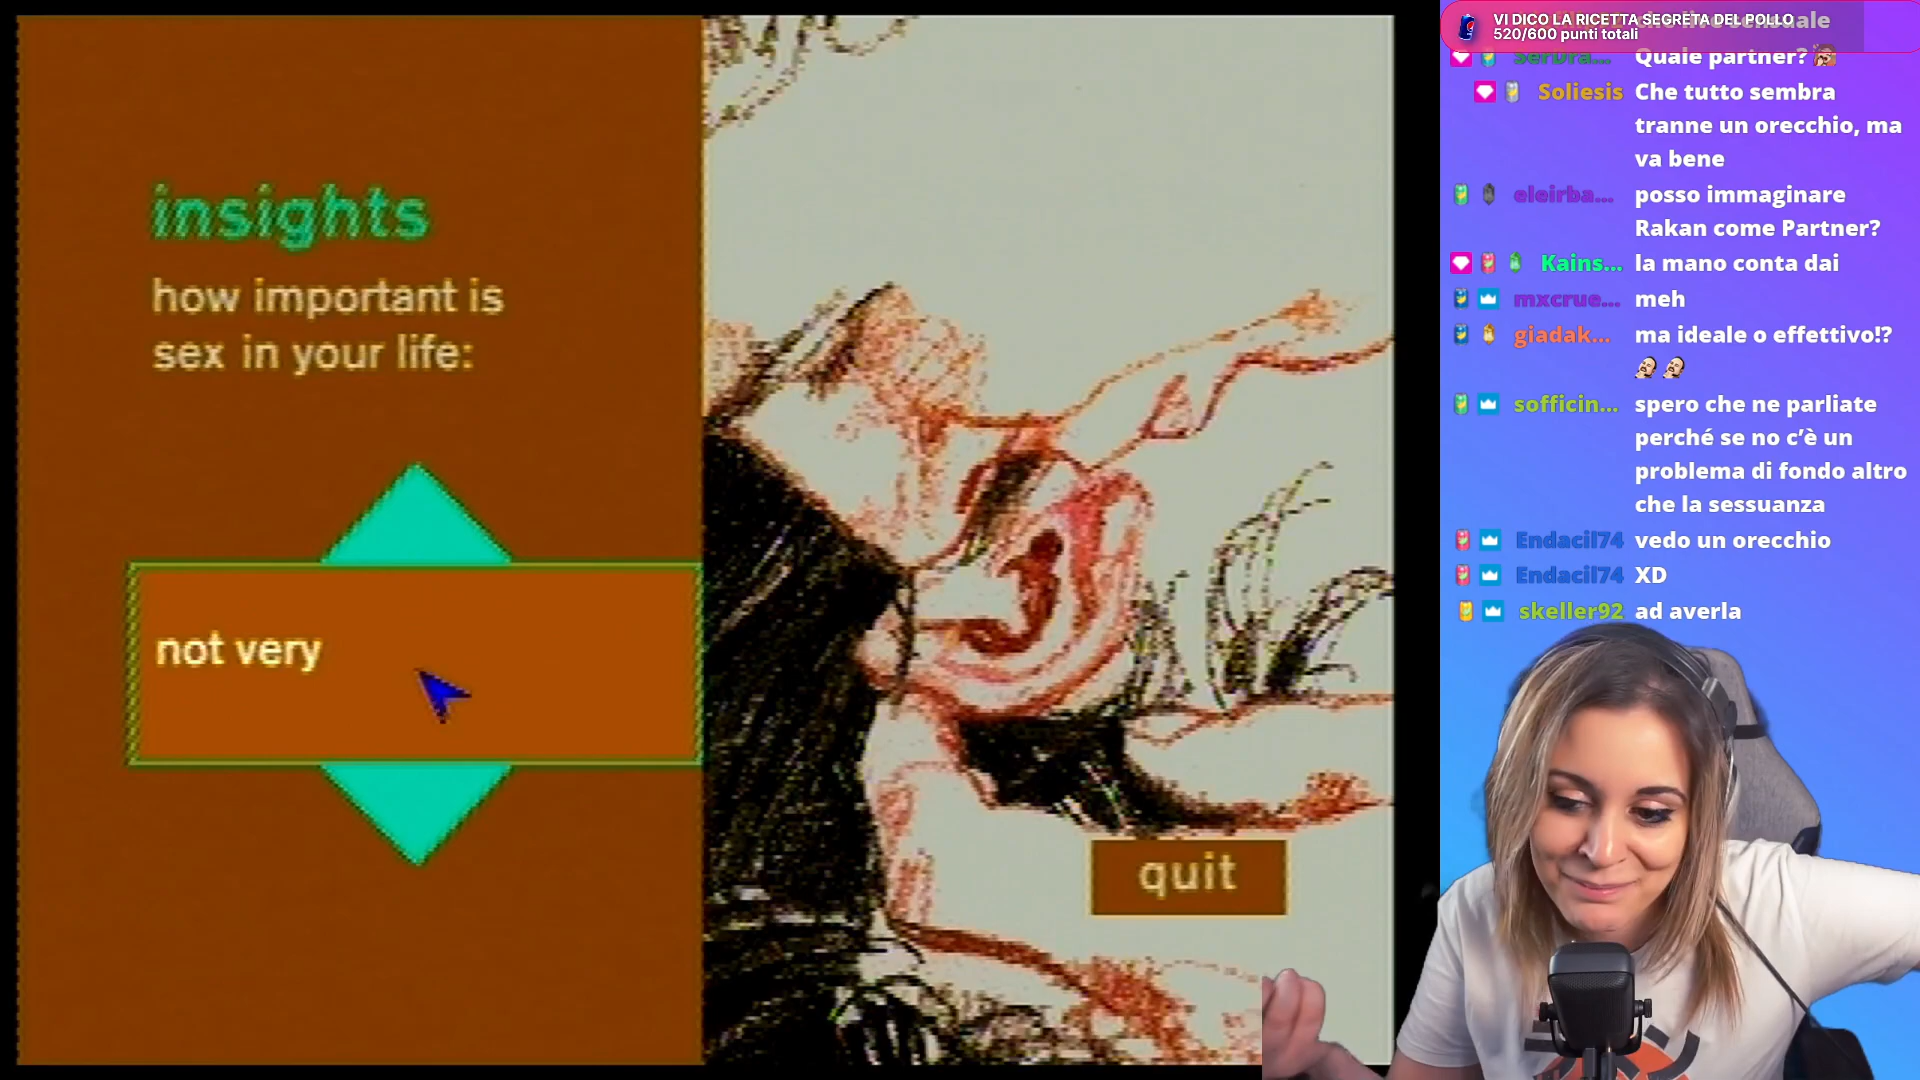 insights
how important is
sex in your life:
not very
quit
VI DICO LA RICETTA SEGRETA DEL POLLO
520/600 punti totali
Quale partner?
Soliesis Che tutto sembra
tranne un orecchio, ma
va bene
eleirba... posso immaginare
Rakan come Partner?
Kains... la mano conta dai
mxcrue... meh
giadak... ma ideale o effettivo!?
sofficin... spero che ne parliate
perché se no c'è un
problema di fondo altro
che la sessuanza
Endacil74 vedo un orecchio
Endacil74 XD
skeller92 ad averla